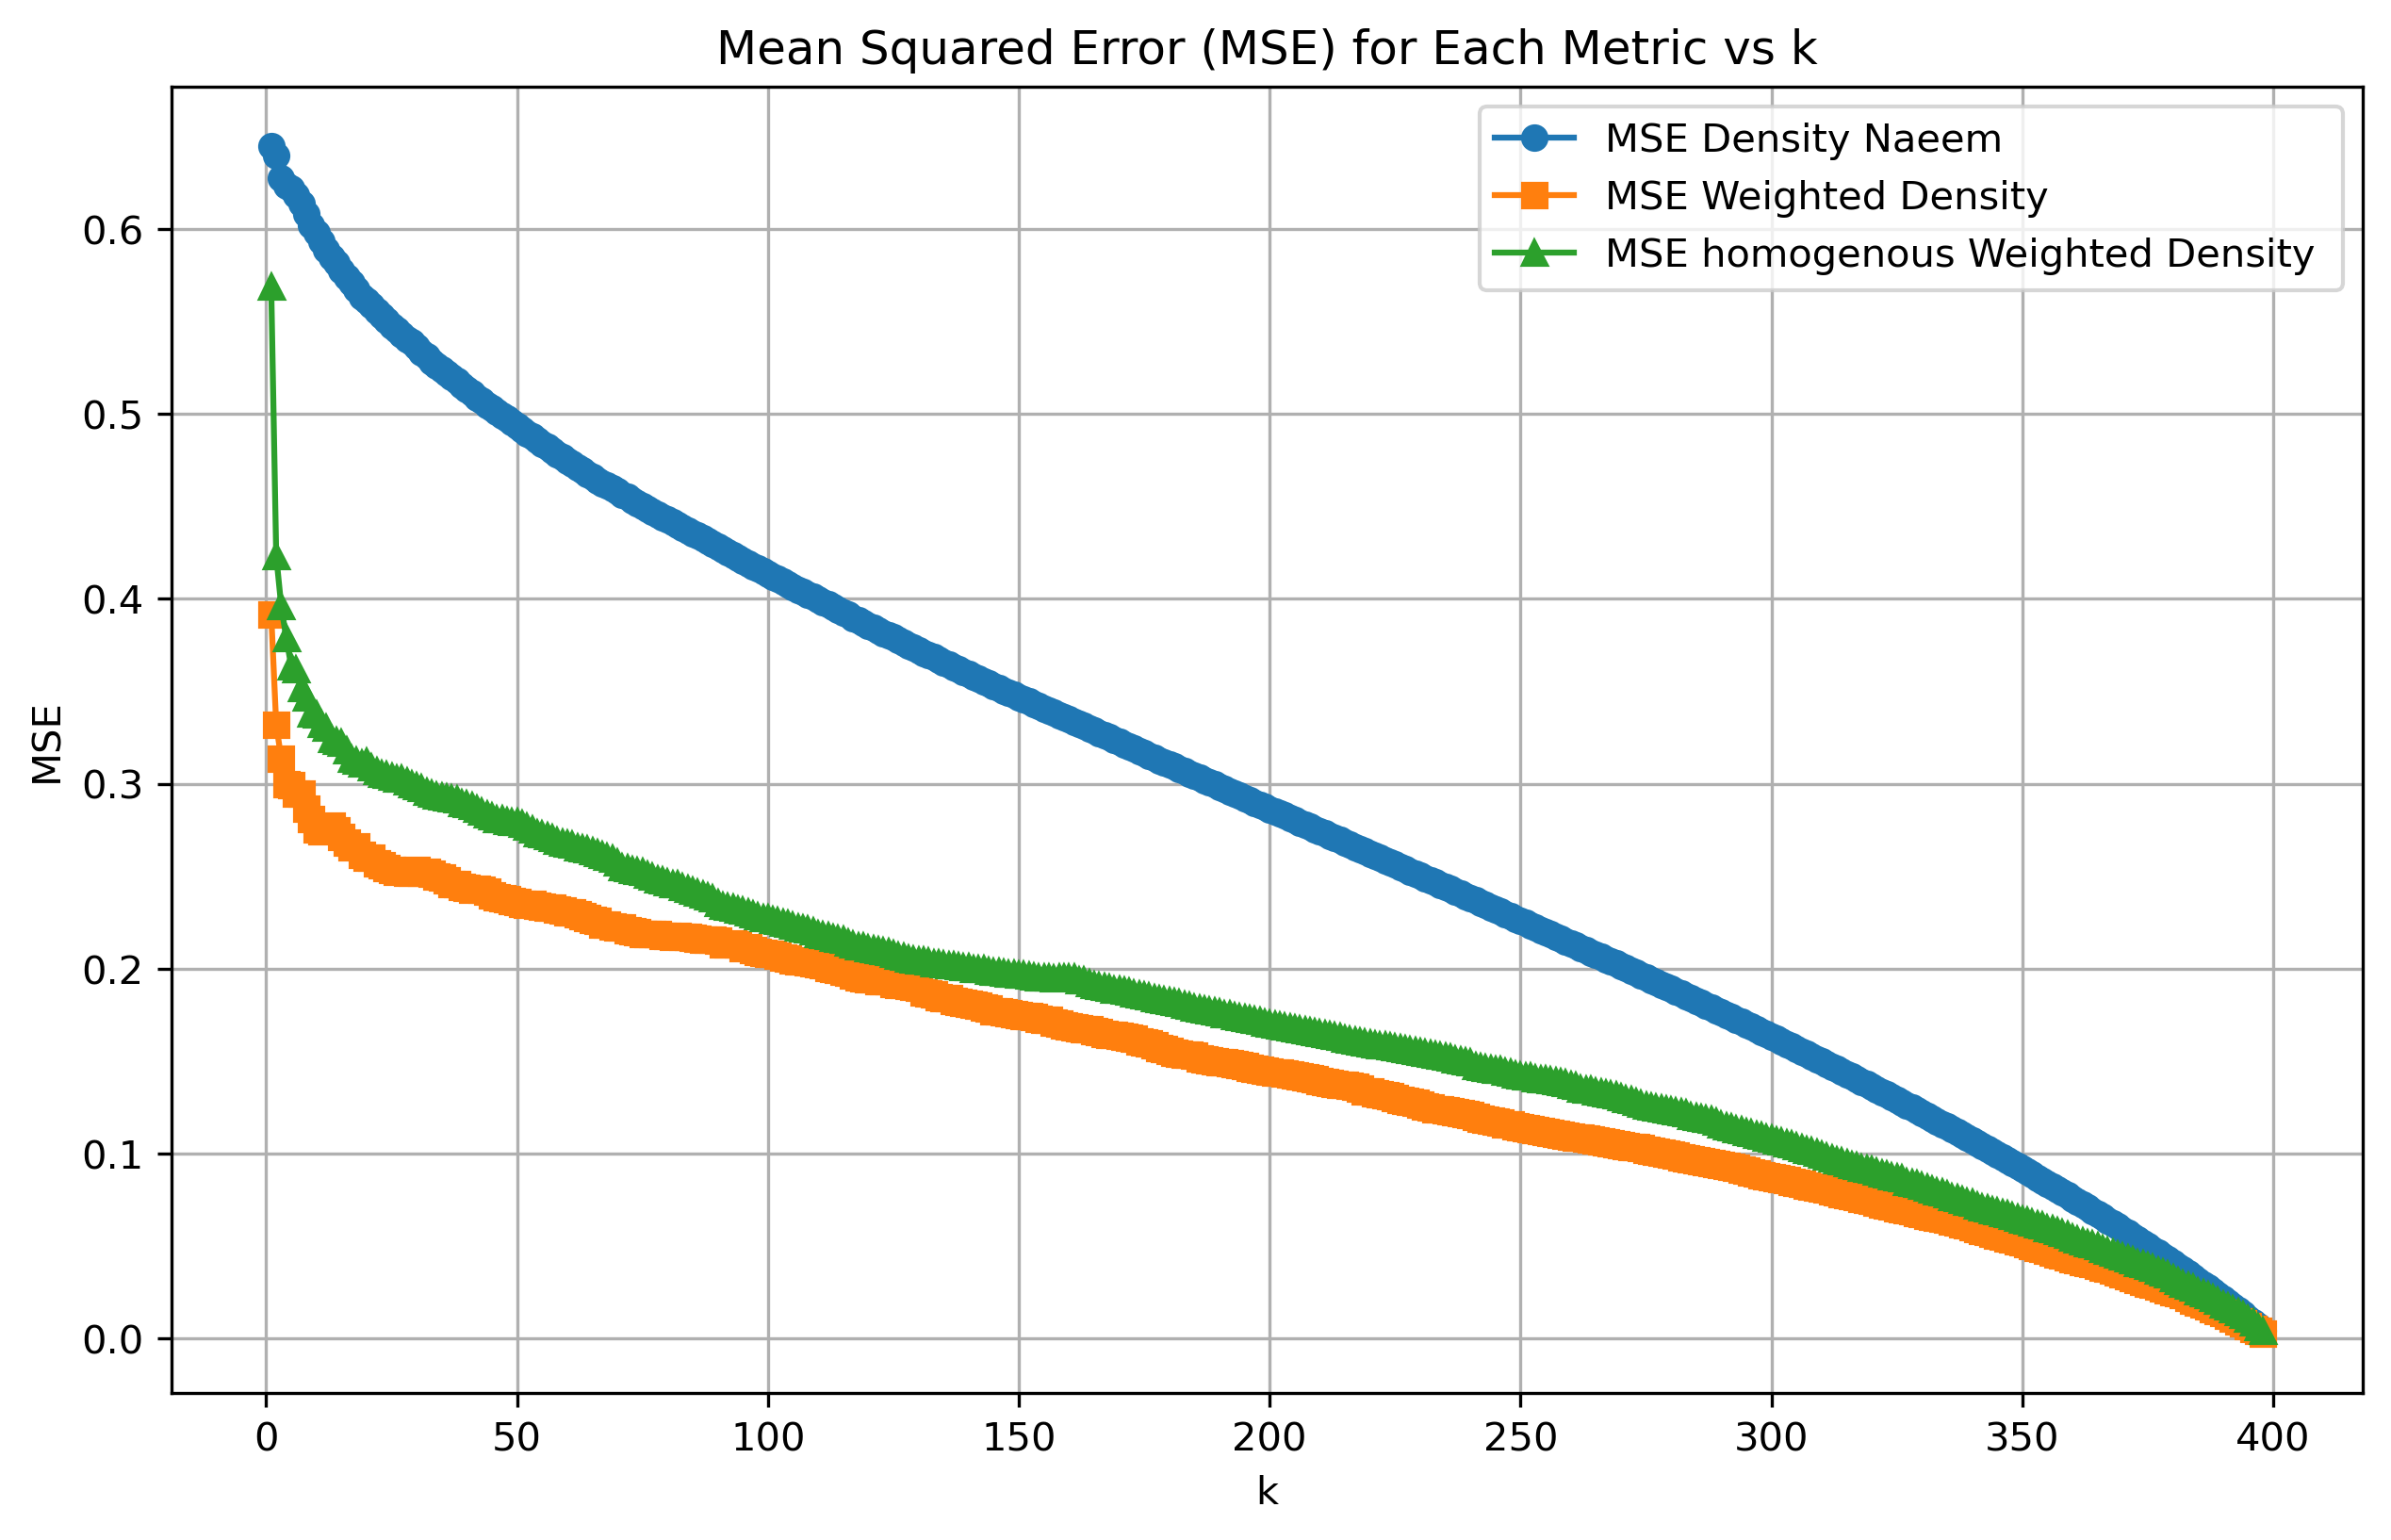 Mean Squared Error (MSE) for Each Metric vs k
MSE Density Naeem
MSE Weighted Density
MSE homogenous Weighted Density
MSE
0.6
0.5
0.4
0.3
0.2
0.1
0.0
0 50 100 150 200 250 300 350 400
k